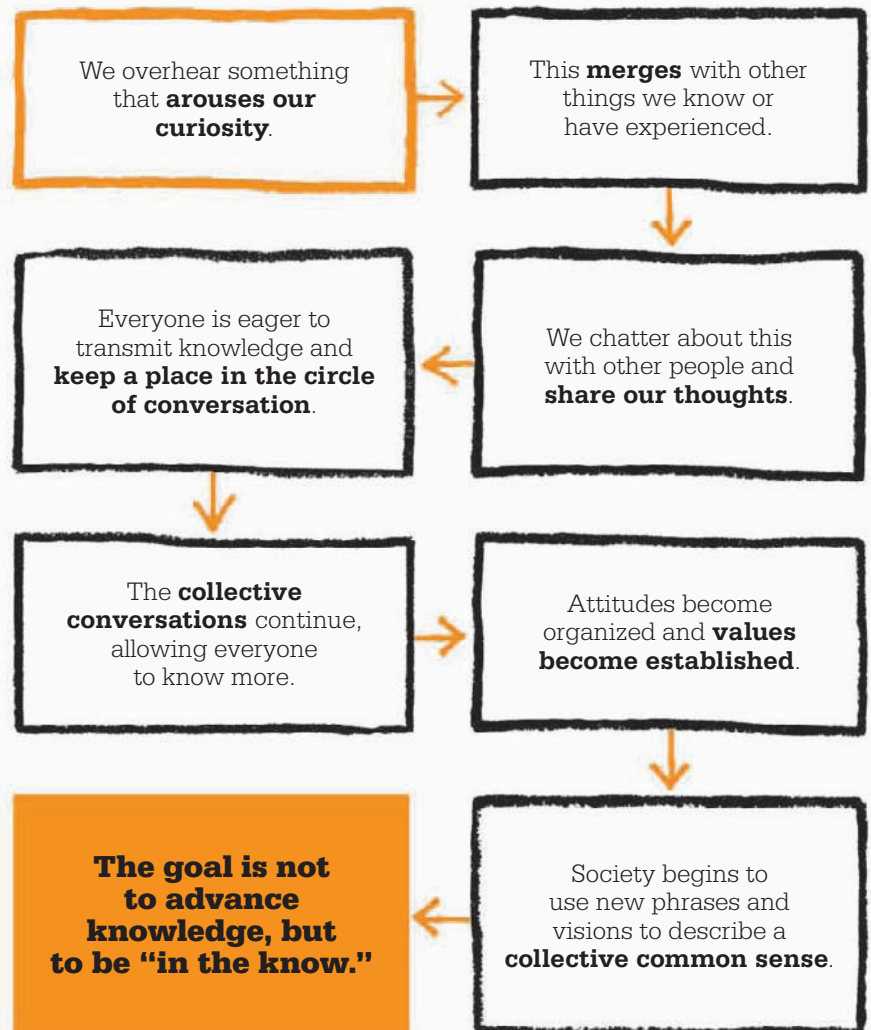 We overhear something
that arouses our
curiosity.
This merges with other
things we know or
have experienced.
We chatter about this
with other people and
share our thoughts.
Everyone is eager to
transmit knowledge and
keep a place in the circle
of conversation.
The collective
conversations continue,
allowing everyone
to know more.
Attitudes become
organized and values
become established.
Society begins to
use new phrases and
visions to describe a
collective common sense.
The goal is not
to advance
knowledge, but
to be “in the know.”